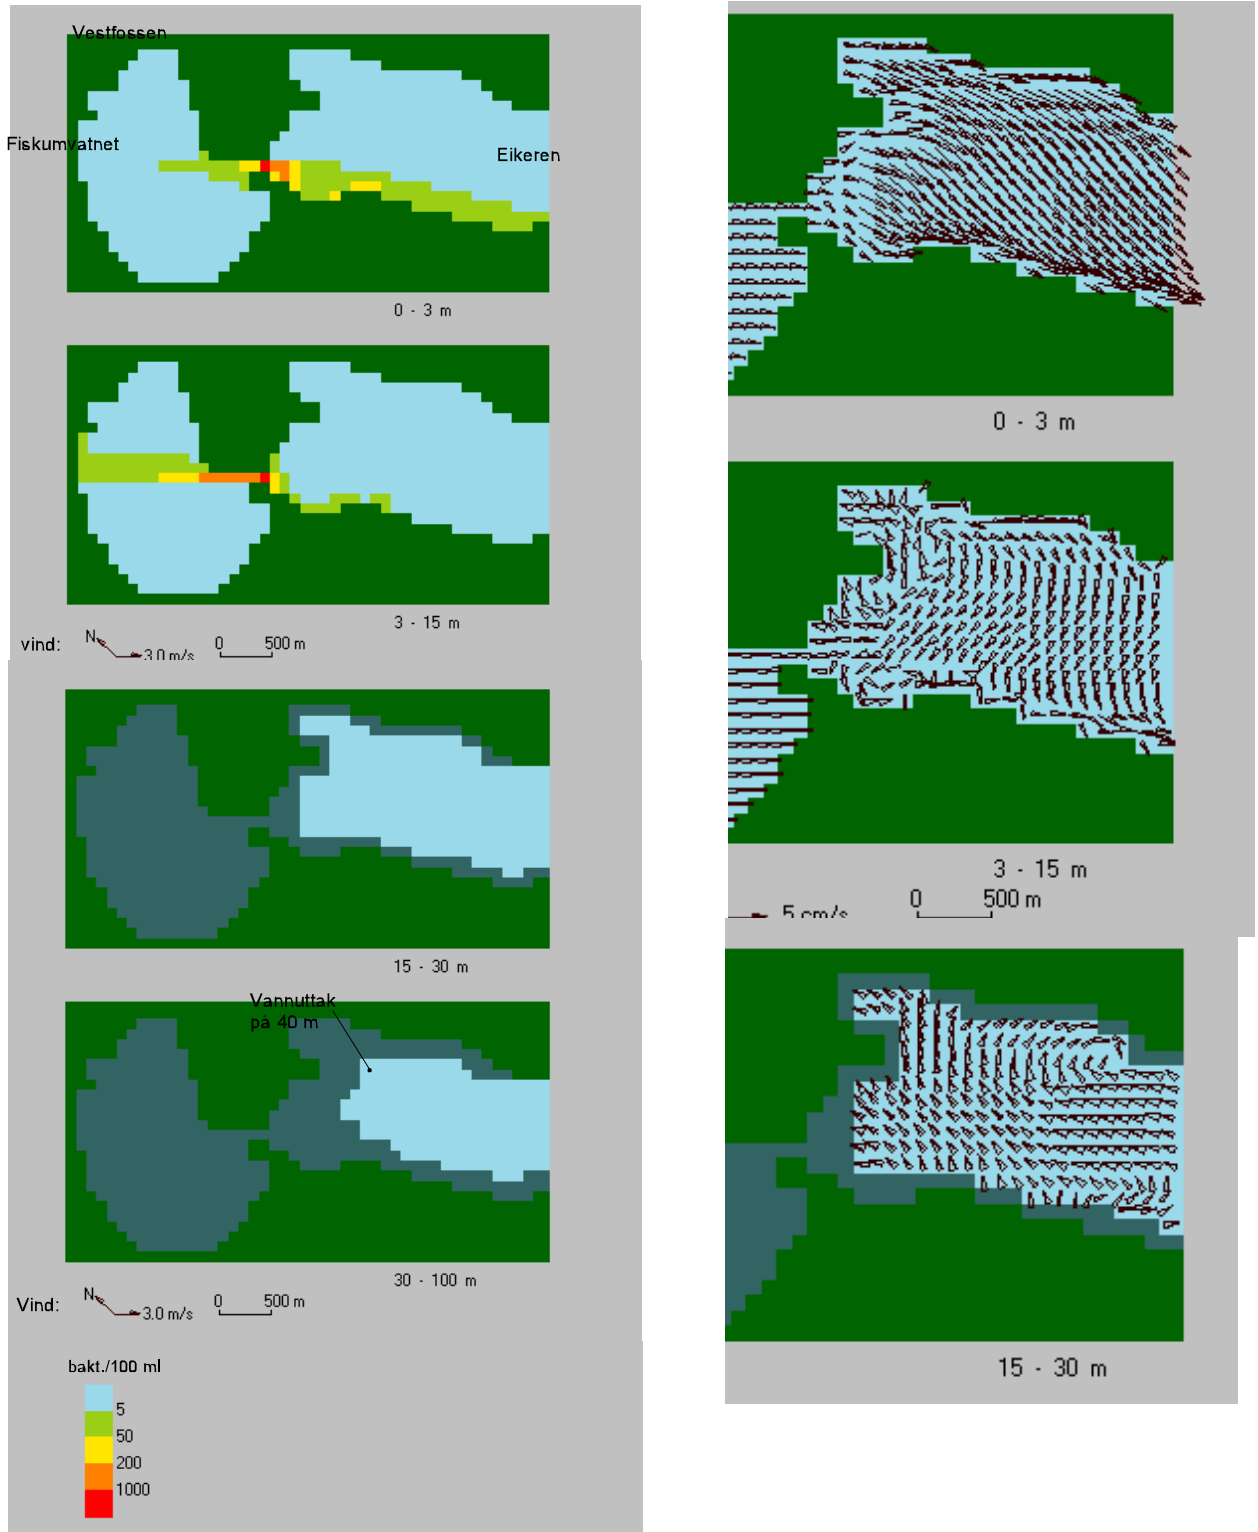 Vestfossen
Fiskumvatnet
Eikeren
0 - 3 m
3 - 15 m
vind:
N
3.0 m/s
0 500 m
15 - 30 m
Vannuttak
på 40 m
30 - 100 m
Vind:
N
3.0 m/s
0 500 m
bakt./100 ml
5
50
200
1000
0 - 3 m
3 - 15 m
5 cm/s
0 500 m
15 - 30 m